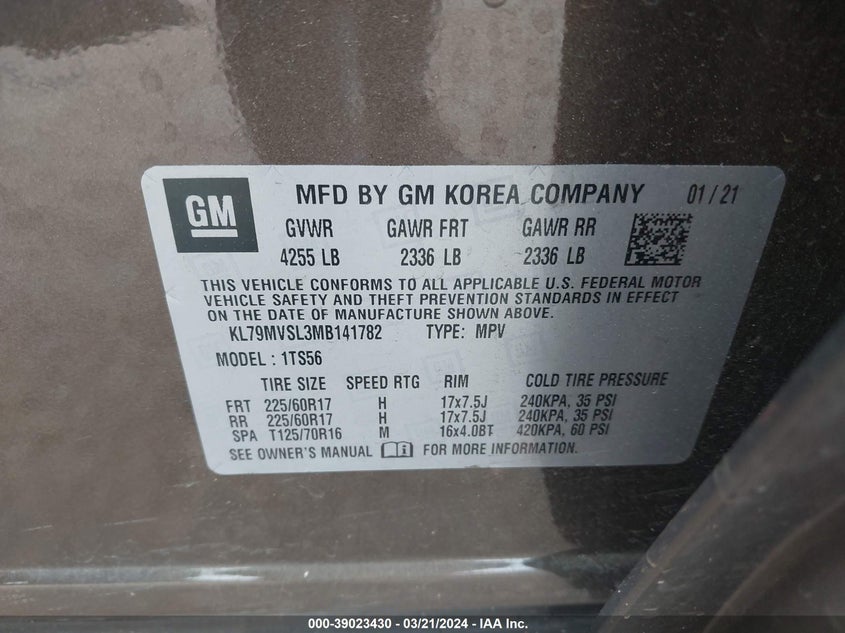 GM
MFD BY GM KOREA COMPANY 01 / 21
GVWR GAWR FRT GAWR RR
4255 LB 2336 LB 2336 LB
THIS VEHICLE CONFORMS TO ALL APPLICABLE U.S. FEDERAL MOTOR
VEHICLE SAFETY AND THEFT PREVENTION STANDARDS IN EFFECT
ON THE DATE OF MANUFACTURE SHOWN ABOVE.
KL79MVSL3MB141782 TYPE: MPV
MODEL : 1TS56
TIRE SIZE SPEED RTG RIM COLD TIRE PRESSURE
FRT 225/60R17 H 17x7.5J 240KPA, 35 PSI
RR 225/60R17 H 17x7.5J 240KPA, 35 PSI
SPA T125/70R16 M 16x4.0BT 420KPA, 60 PSI
SEE OWNER'S MANUAL FOR MORE INFORMATION.
000-39023430 - 03/21/2024 - IAA Inc.